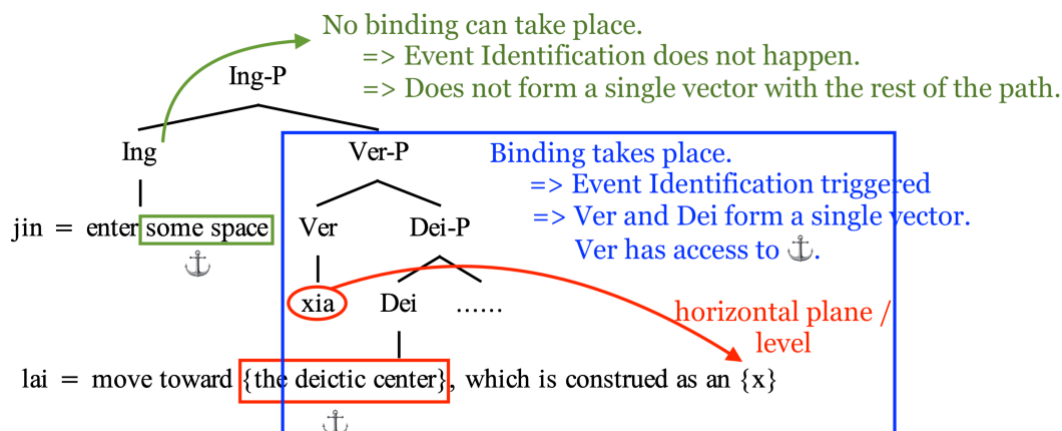 No binding can take place.
=> Event Identification does not happen.
=> Does not form a single vector with the rest of the path.
Ing-P
Ing
Ver-P
Binding takes place.
=> Event Identification triggered
=> Ver and Dei form a single vector.
Ver has access to ⚓.
jin = enter some space
Ver
Dei-P
xia
Dei
......
horizontal plane /
level
lai = move toward {the deictic center}, which is construed as an {x}